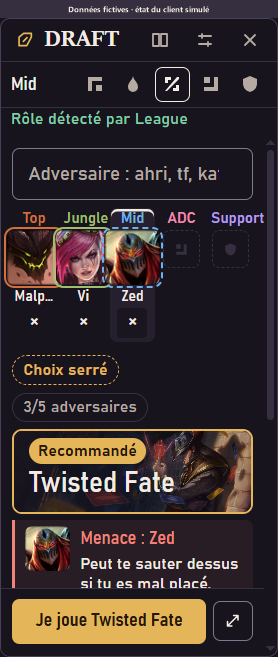 Données fictives · état du client simulé
DRAFT
Mid
Rôle détecté par League
Adversaire : ahri, tf, ka
Top Jungle Mid ADC Support
Malp... Vi Zed
× × ×
Choix serré
3/5 adversaires
Recommandé
Twisted Fate
Menace : Zed
Peut te sauter dessus
si tu es mal placé.
Je joue Twisted Fate